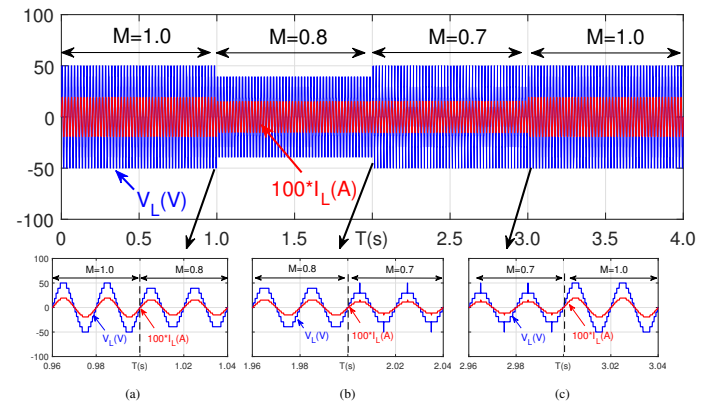 100
M=1.0 M=0.8 M=0.7 M=1.0
50
0
-50
V_L(V) 100*I_L(A)
-100
0 0.5 1.0 1.5 T(s) 2.5 3.0 3.5 4.0
100 M=1.0 M=0.8 M=0.8 M=0.7 M=0.7 M=1.0
50
0
-50 V_L(V) 100*I_L(A) V_L(V) 100*I_L(A) V_L(V) 100*I_L(A)
-100
0.96 0.98 T(s) 1.02 1.04 2.96 1.98 T(s) 2.02 2.04 2.96 2.98 T(s) 3.02 3.04
(a) (b) (c)